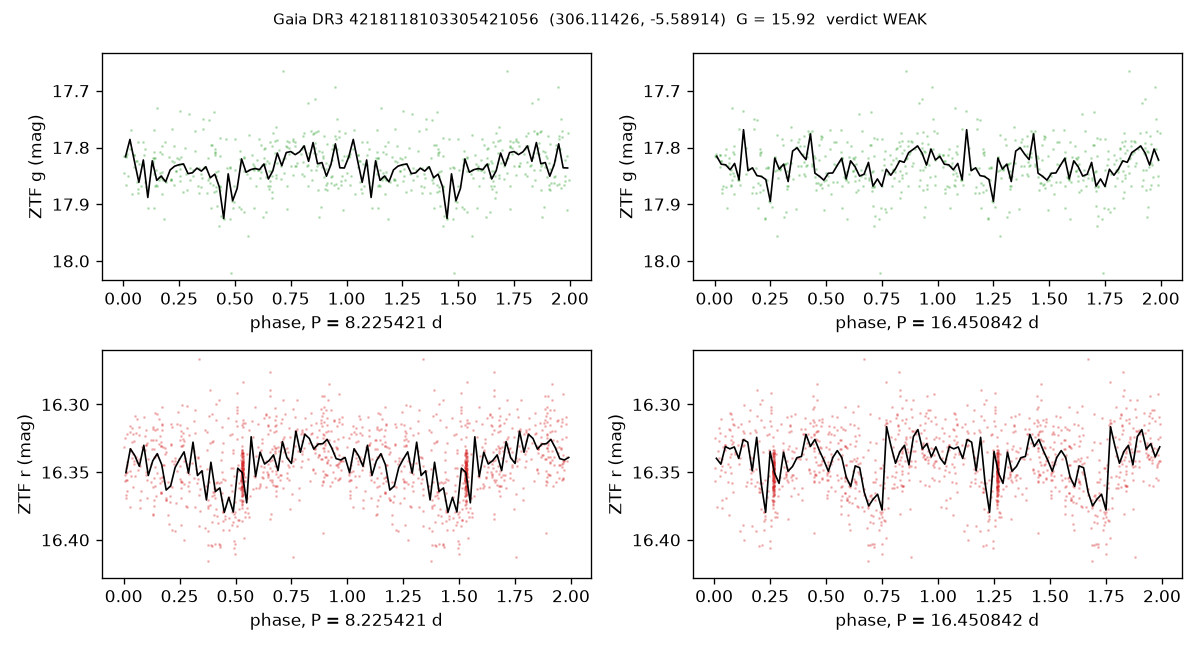 Gaia DR3 4218118103305421056 (306.11426, -5.58914) G = 15.92 verdict WEAK
ZTF g (mag)
17.7
17.8
17.9
18.0
0.00 0.25 0.50 0.75 1.00 1.25 1.50 1.75 2.00
phase, P = 8.225421 d
ZTF g (mag)
17.7
17.8
17.9
18.0
0.00 0.25 0.50 0.75 1.00 1.25 1.50 1.75 2.00
phase, P = 16.450842 d
ZTF r (mag)
16.30
16.35
16.40
0.00 0.25 0.50 0.75 1.00 1.25 1.50 1.75 2.00
phase, P = 8.225421 d
ZTF r (mag)
16.30
16.35
16.40
0.00 0.25 0.50 0.75 1.00 1.25 1.50 1.75 2.00
phase, P = 16.450842 d